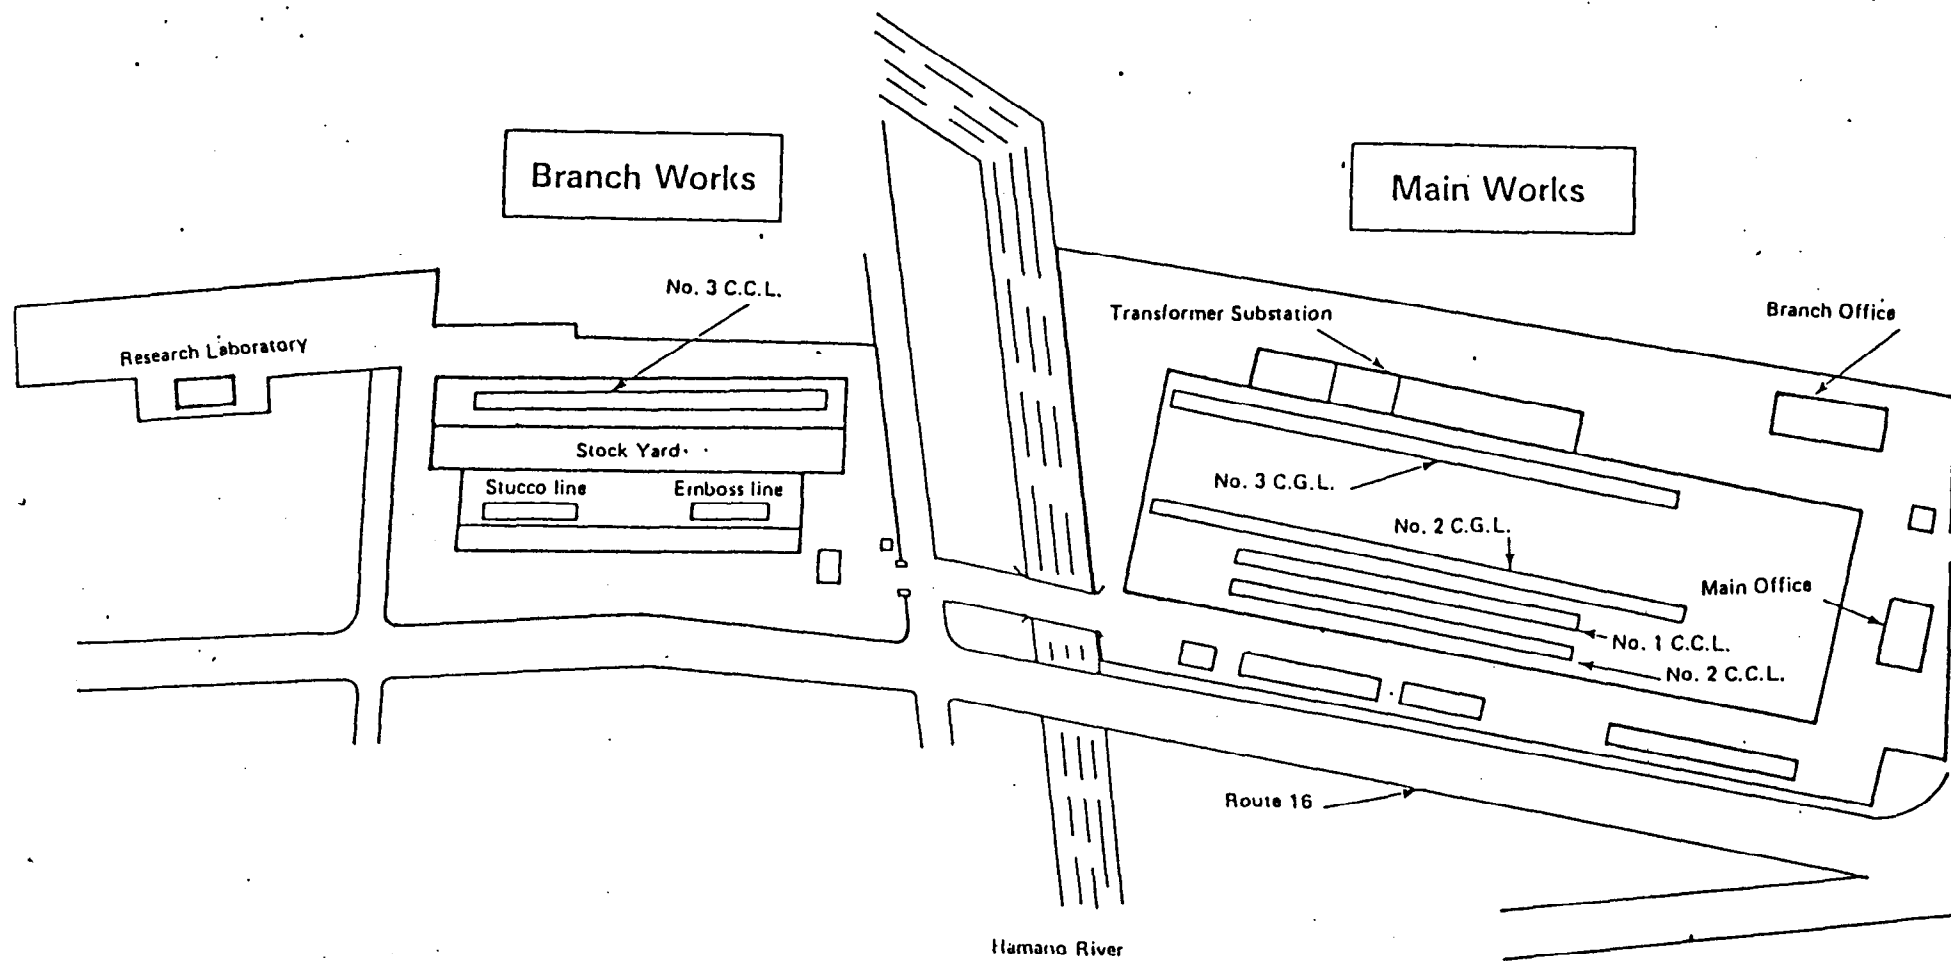 Branch Works
Main Works
No. 3 C.C.L.
Transformer Substation
Branch Office
Research Laboratory
Stock Yard
No. 3 C.G.L.
Stucco line
Emboss line
No. 2 C.G.L.
Main Office
No. 1 C.C.L.
No. 2 C.C.L.
Route 16
Hamano River